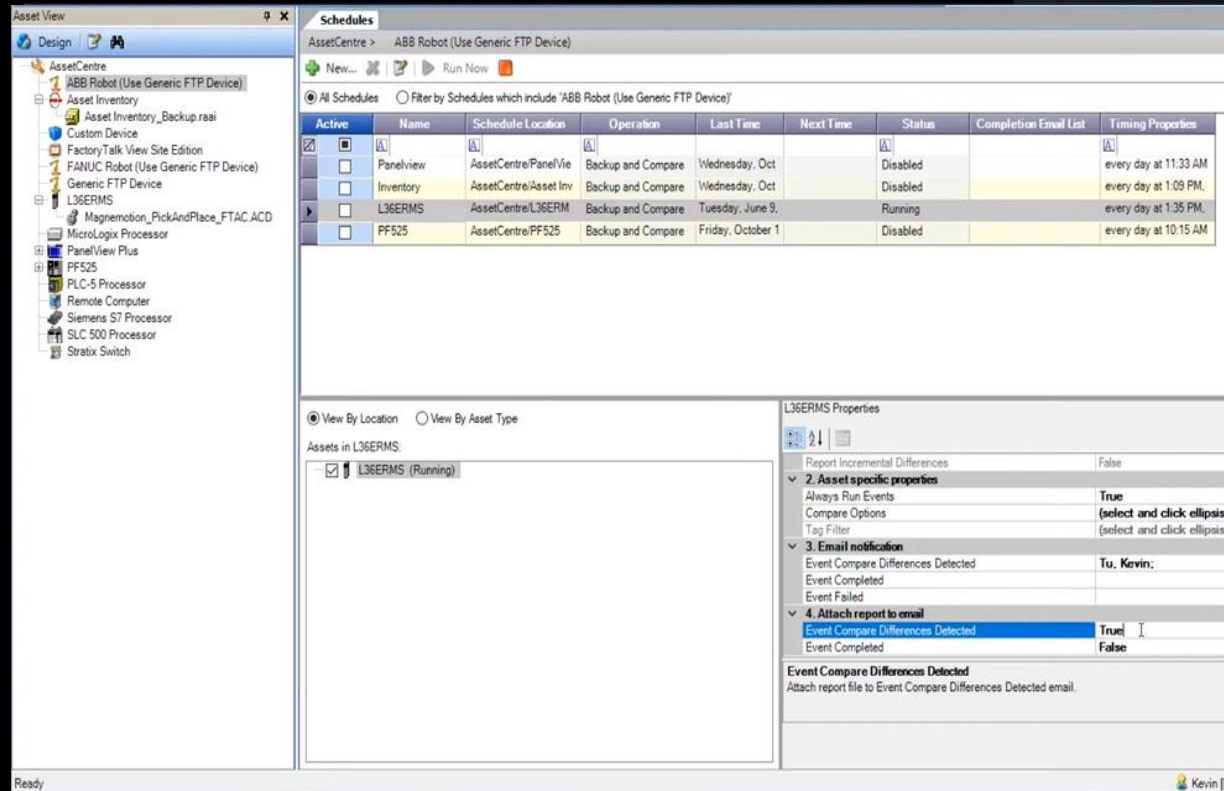 Asset View
Design
AssetCentre
ABB Robot (Use Generic FTP Device)
Asset Inventory
Asset Inventory_Backup.raai
Custom Device
FactoryTalk View Site Edition
FANUC Robot (Use Generic FTP Device)
Generic FTP Device
L36ERMS
Magnemotion_PickAndPlace_FTAC.ACD
MicroLogix Processor
PanelView Plus
PF525
PLC-5 Processor
Remote Computer
Siemens S7 Processor
SLC 500 Processor
Stratix Switch
Schedules
AssetCentre > ABB Robot (Use Generic FTP Device)
New... Run Now
All Schedules Filter by Schedules which include 'ABB Robot (Use Generic FTP Device)'
Active Name Schedule Location Operation Last Time Next Time Status Completion Email List Timing Properties
Panelview AssetCentre/PanelVie Backup and Compare Wednesday, Oct Disabled every day at 11:33 AM
Inventory AssetCentre/Asset Inv Backup and Compare Wednesday, Oct Disabled every day at 1:09 PM,
L36ERMS AssetCentre/L36ERM Backup and Compare Tuesday, June 9, Running every day at 1:35 PM,
PF525 AssetCentre/PF525 Backup and Compare Friday, October 1 Disabled every day at 10:15 AM
View By Location View By Asset Type
Assets in L36ERMS:
L36ERMS (Running)
L36ERMS Properties
Report Incremental Differences False
2. Asset specific properties
Always Run Events True
Compare Options (select and click ellipsis
Tag Filter (select and click ellipsis
3. Email notification
Event Compare Differences Detected Tu, Kevin;
Event Completed
Event Failed
4. Attach report to email
Event Compare Differences Detected True
Event Completed False
Event Compare Differences Detected
Attach report file to Event Compare Differences Detected email.
Ready
Kevin [